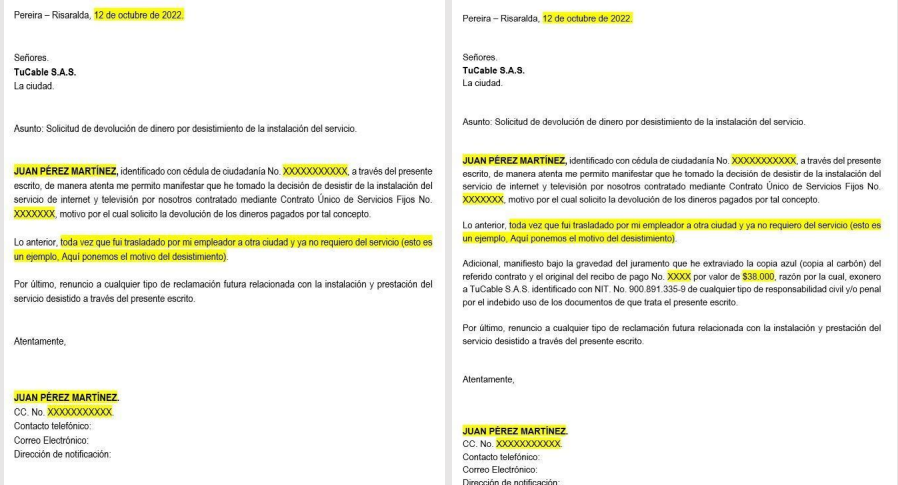 Pereira – Risaralda, 12 de octubre de 2022.
Señores.
TuCable S.A.S.
La ciudad.
Asunto: Solicitud de devolución de dinero por desistimiento de la instalación del servicio.
JUAN PÉREZ MARTÍNEZ, identificado con cédula de ciudadanía No. XXXXXXXXXXX, a través del presente
escrito, de manera atenta me permito manifestar que he tomado la decisión de desistir de la instalación del
servicio de internet y televisión por nosotros contratado mediante Contrato Único de Servicios Fijos No.
XXXXXXX, motivo por el cual solicito la devolución de los dineros pagados por tal concepto.
Lo anterior, toda vez que fui trasladado por mi empleador a otra ciudad y ya no requiero del servicio (esto es
un ejemplo, Aquí ponemos el motivo del desistimiento).
Por último, renuncio a cualquier tipo de reclamación futura relacionada con la instalación y prestación del
servicio desistido a través del presente escrito.
Atentamente,
JUAN PÉREZ MARTÍNEZ.
CC. No. XXXXXXXXXXX.
Contacto telefónico:
Correo Electrónico:
Dirección de notificación:
Pereira – Risaralda, 12 de octubre de 2022.
Señores.
TuCable S.A.S.
La ciudad.
Asunto: Solicitud de devolución de dinero por desistimiento de la instalación del servicio.
JUAN PÉREZ MARTÍNEZ, identificado con cédula de ciudadanía No. XXXXXXXXXXX, a través del presente
escrito, de manera atenta me permito manifestar que he tomado la decisión de desistir de la instalación del
servicio de internet y televisión por nosotros contratado mediante Contrato Único de Servicios Fijos No.
XXXXXXX, motivo por el cual solicito la devolución de los dineros pagados por tal concepto.
Lo anterior, toda vez que fui trasladado por mi empleador a otra ciudad y ya no requiero del servicio (esto es
un ejemplo, Aquí ponemos el motivo del desistimiento).
Adicional, manifiesto bajo la gravedad del juramento que he extraviado la copia azul (copia al carbón) del
referido contrato y el original del recibo de pago No. XXXX por valor de $38.000, razón por la cual, exonero
a TuCable S.A.S. identificado con NIT. No. 900.891.335-9 de cualquier tipo de responsabilidad civil y/o penal
por el indebido uso de los documentos de que trata el presente escrito.
Por último, renuncio a cualquier tipo de reclamación futura relacionada con la instalación y prestación del
servicio desistido a través del presente escrito.
Atentamente,
JUAN PÉREZ MARTÍNEZ.
CC. No. XXXXXXXXXXX.
Contacto telefónico:
Correo Electrónico:
Dirección de notificación: